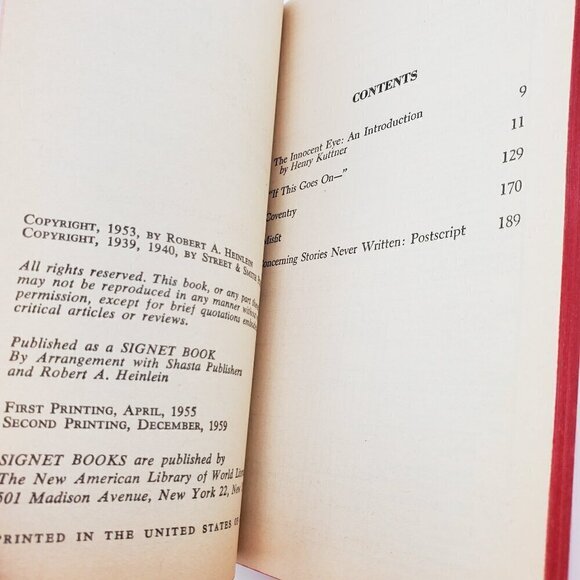 COPYRIGHT, 1953, BY ROBERT A. HEINLEIN
COPYRIGHT, 1939, 1940, BY STREET & SMITH
All rights reserved. This book, or any part
may not be reproduced in any manner without
permission, except for brief quotations
critical articles or reviews.
Published as a SIGNET BOOK
By Arrangement with Shasta Publishers
and Robert A. Heinlein
FIRST PRINTING, APRIL, 1955
SECOND PRINTING, DECEMBER, 1959
SIGNET BOOKS are published by
The New American Library of World
501 Madison Avenue, New York 22, New
PRINTED IN THE UNITED STATES OF
CONTENTS
The Innocent Eye: An Introduction 9
by Henry Kuttner
"If This Goes On—" 11
Coventry 129
Misfit 170
Concerning Stories Never Written: Postscript 189